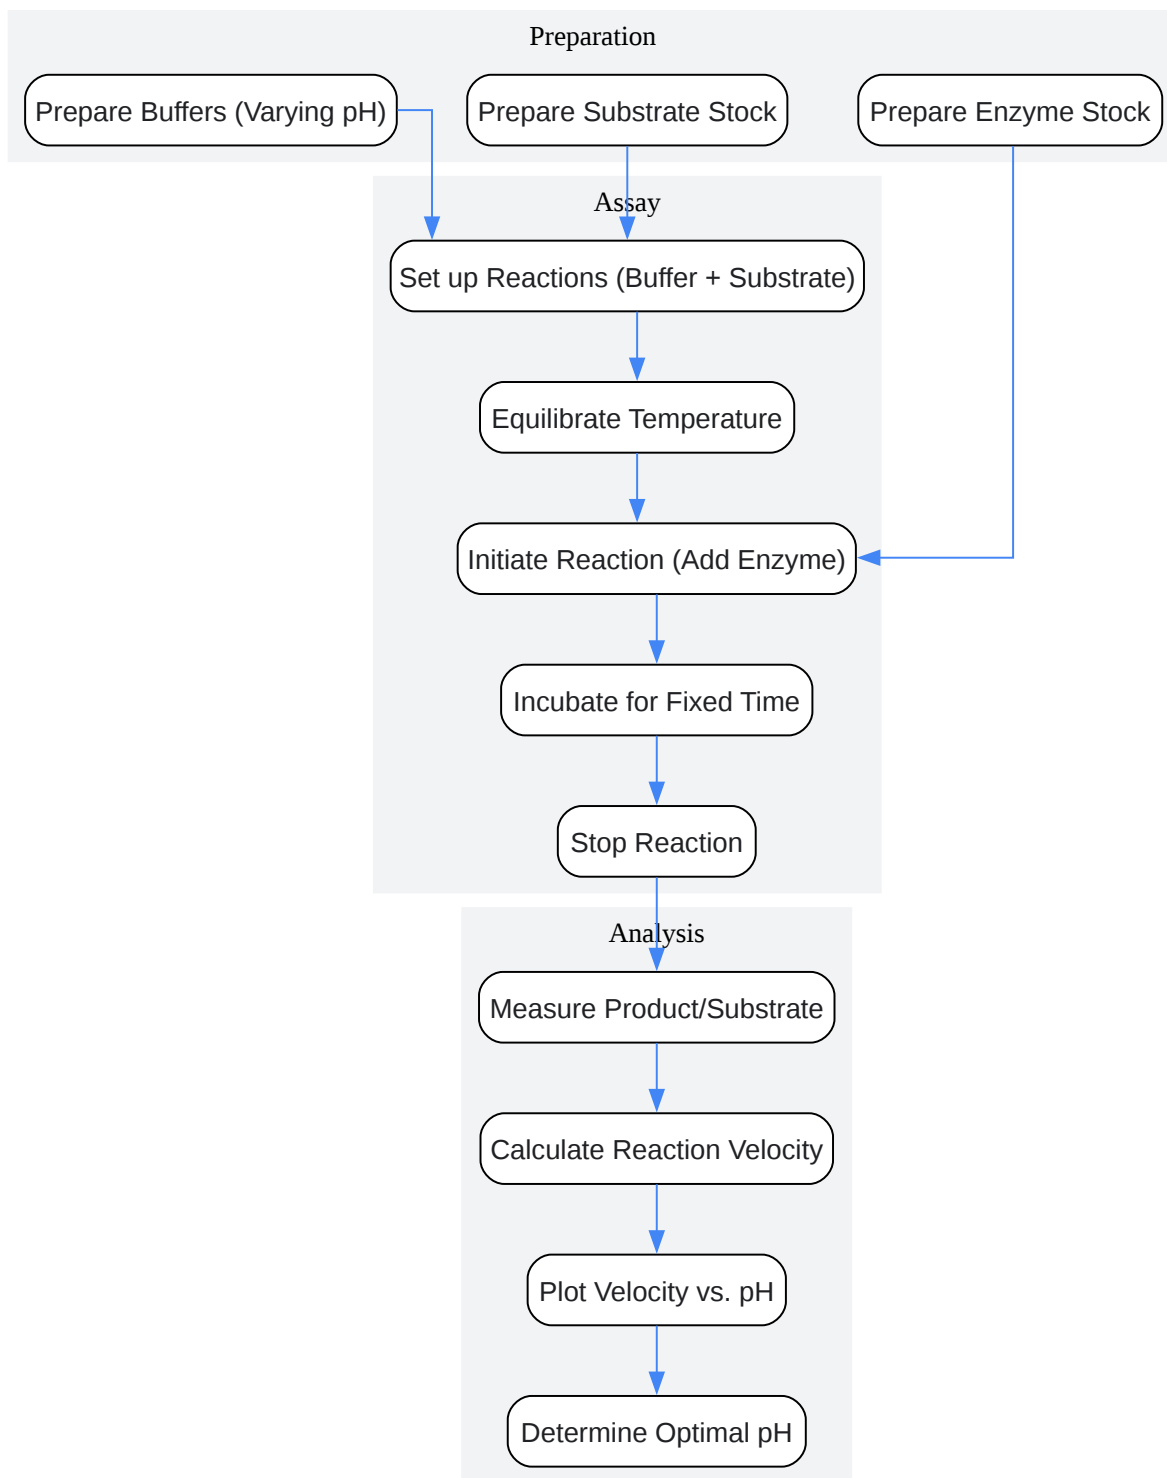 Preparation
Prepare Buffers (Varying pH)
Prepare Substrate Stock
Prepare Enzyme Stock
Assay
Set up Reactions (Buffer + Substrate)
Equilibrate Temperature
Initiate Reaction (Add Enzyme)
Incubate for Fixed Time
Stop Reaction
Analysis
Measure Product/Substrate
Calculate Reaction Velocity
Plot Velocity vs. pH
Determine Optimal pH